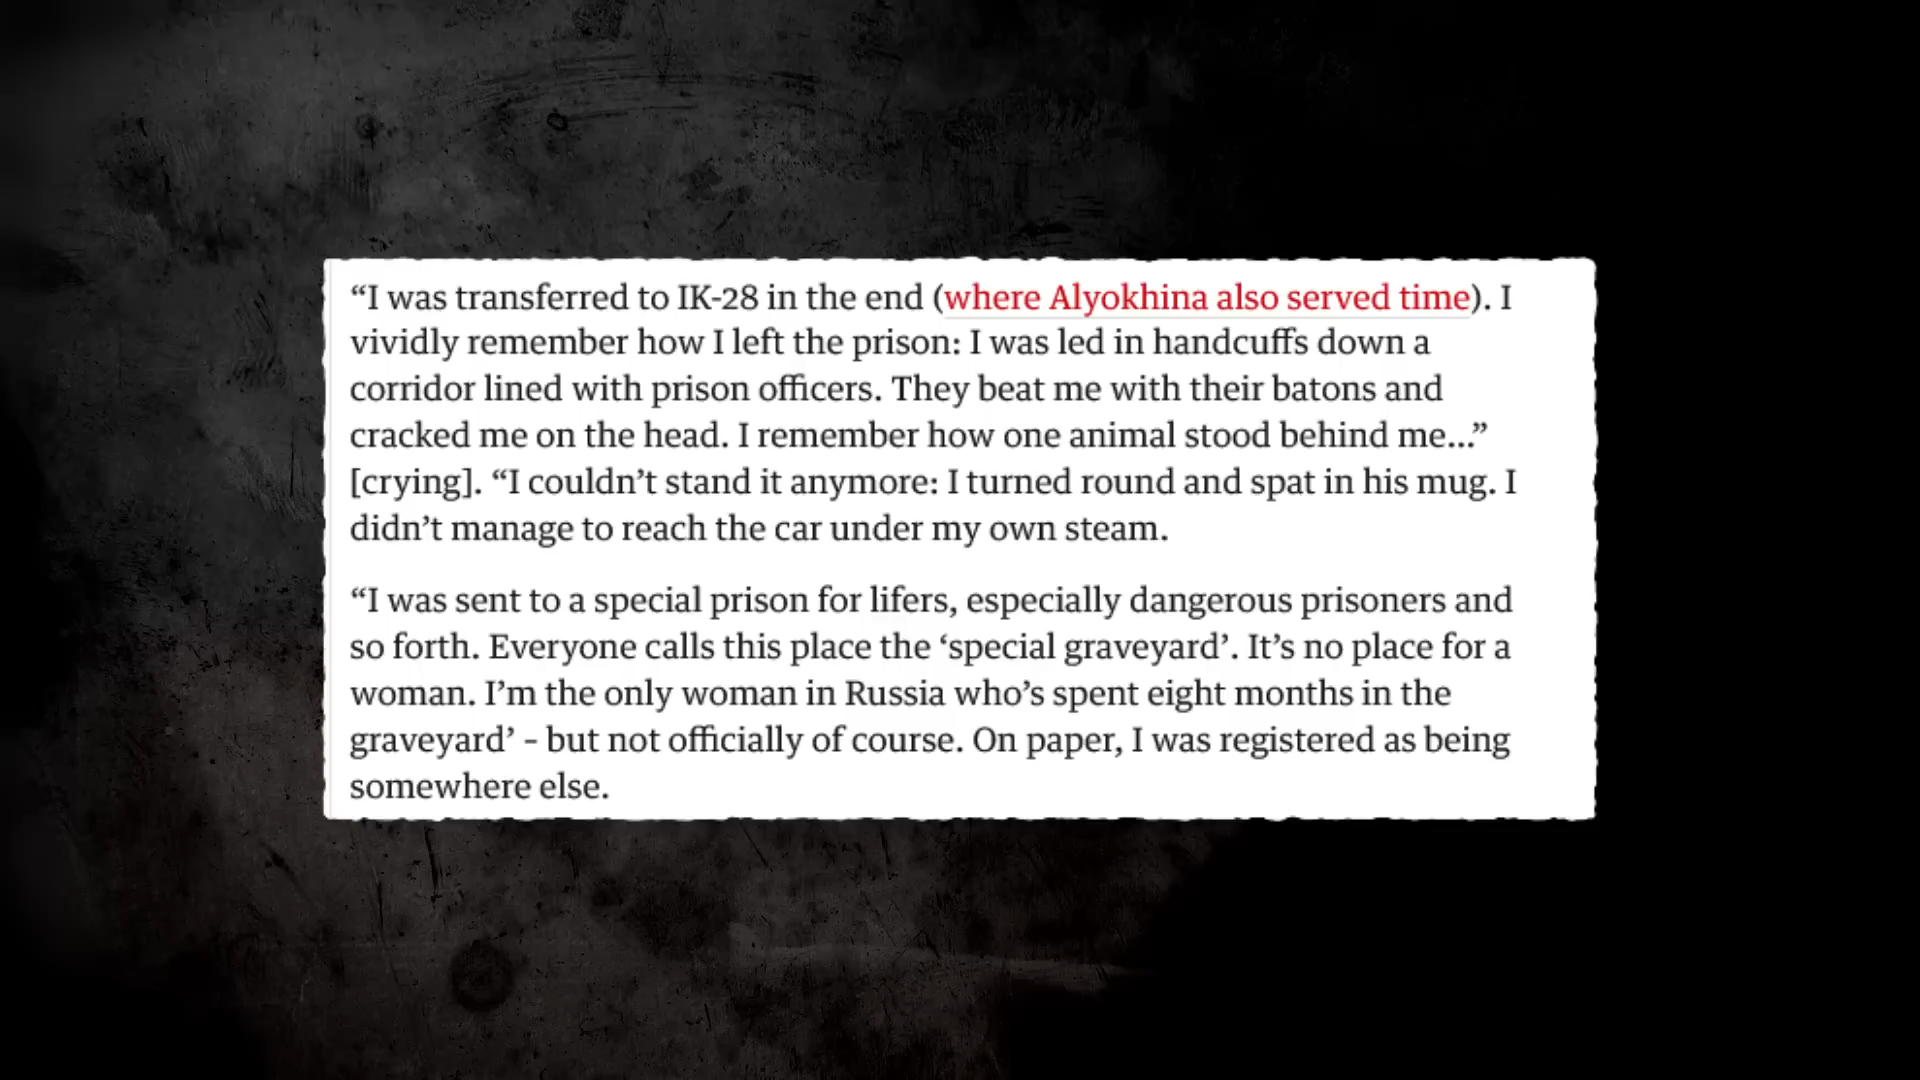 “I was transferred to IK-28 in the end (where Alyokhina also served time). I
vividly remember how I left the prison: I was led in handcuffs down a
corridor lined with prison officers. They beat me with their batons and
cracked me on the head. I remember how one animal stood behind me...”
[crying]. “I couldn’t stand it anymore: I turned round and spat in his mug. I
didn’t manage to reach the car under my own steam.
“I was sent to a special prison for lifers, especially dangerous prisoners and
so forth. Everyone calls this place the ‘special graveyard’. It’s no place for a
woman. I’m the only woman in Russia who’s spent eight months in the
graveyard’ – but not officially of course. On paper, I was registered as being
somewhere else.